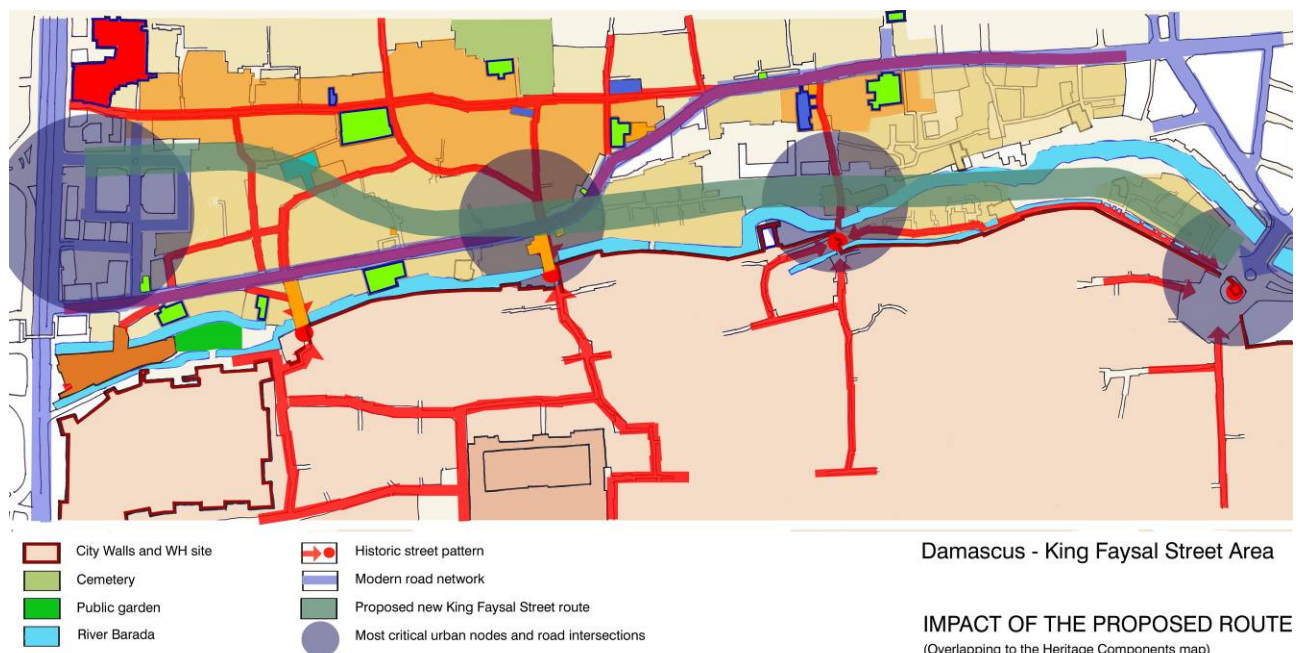 City Walls and WH site
Cemetery
Public garden
River Barada
Historic street pattern
Modern road network
Proposed new King Faysal Street route
Most critical urban nodes and road intersections
Damascus - King Faysal Street Area
IMPACT OF THE PROPOSED ROUTE
(Overlapping to the Heritage Components map)